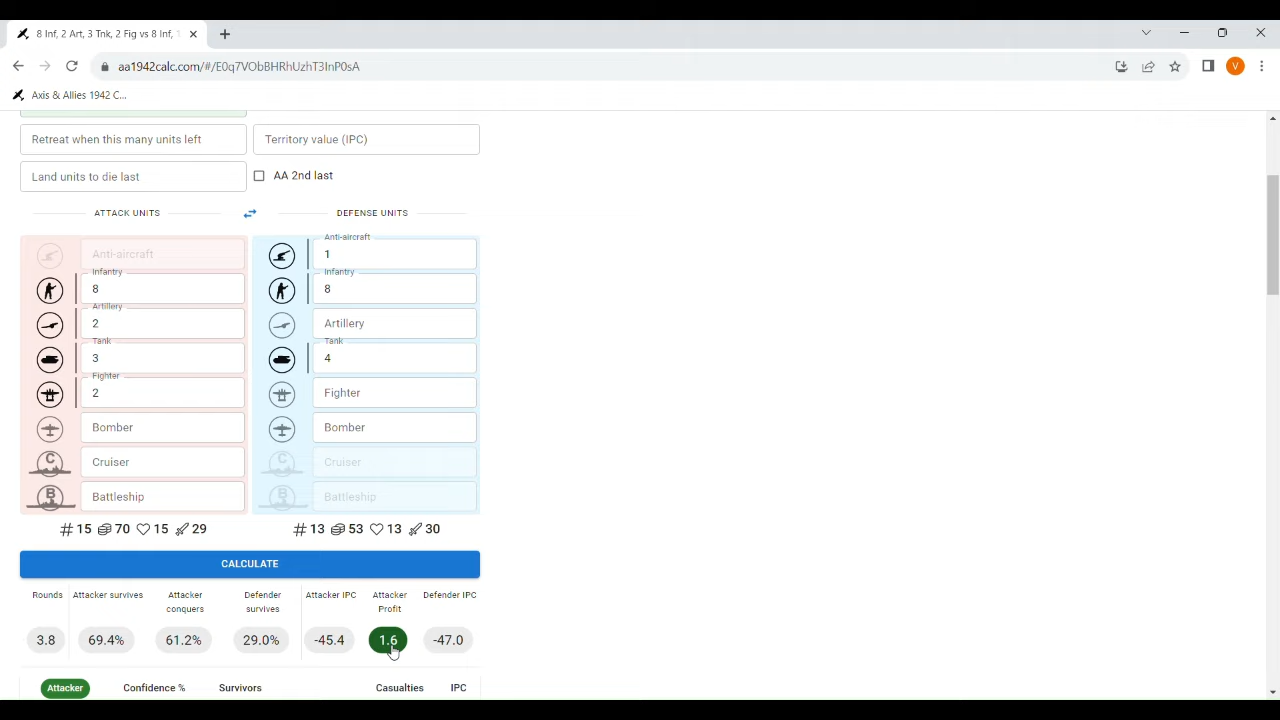 8 Inf, 2 Art, 3 Tnk, 2 Fig vs 8 Inf, 1
aa1942calc.com/#/E0q7VObBHRhUzhT3InP0sA
V
Axis & Allies 1942 C...
Retreat when this many units left
Territory value (IPC)
Land units to die last
AA 2nd last
ATTACK UNITS
DEFENSE UNITS
Anti-aircraft
Anti-aircraft
1
Infantry
8
Infantry
8
Artillery
2
Artillery
Tank
3
Tank
4
Fighter
2
Fighter
Bomber
Bomber
C
Cruiser
C
Cruiser
B
Battleship
B
Battleship
# 15 70 15 29
# 13 53 13 30
CALCULATE
Rounds
Attacker survives
Attacker conquers
Defender survives
Attacker IPC
Attacker Profit
Defender IPC
3.8
69.4%
61.2%
29.0%
-45.4
1.6
-47.0
Attacker
Confidence %
Survivors
Casualties
IPC